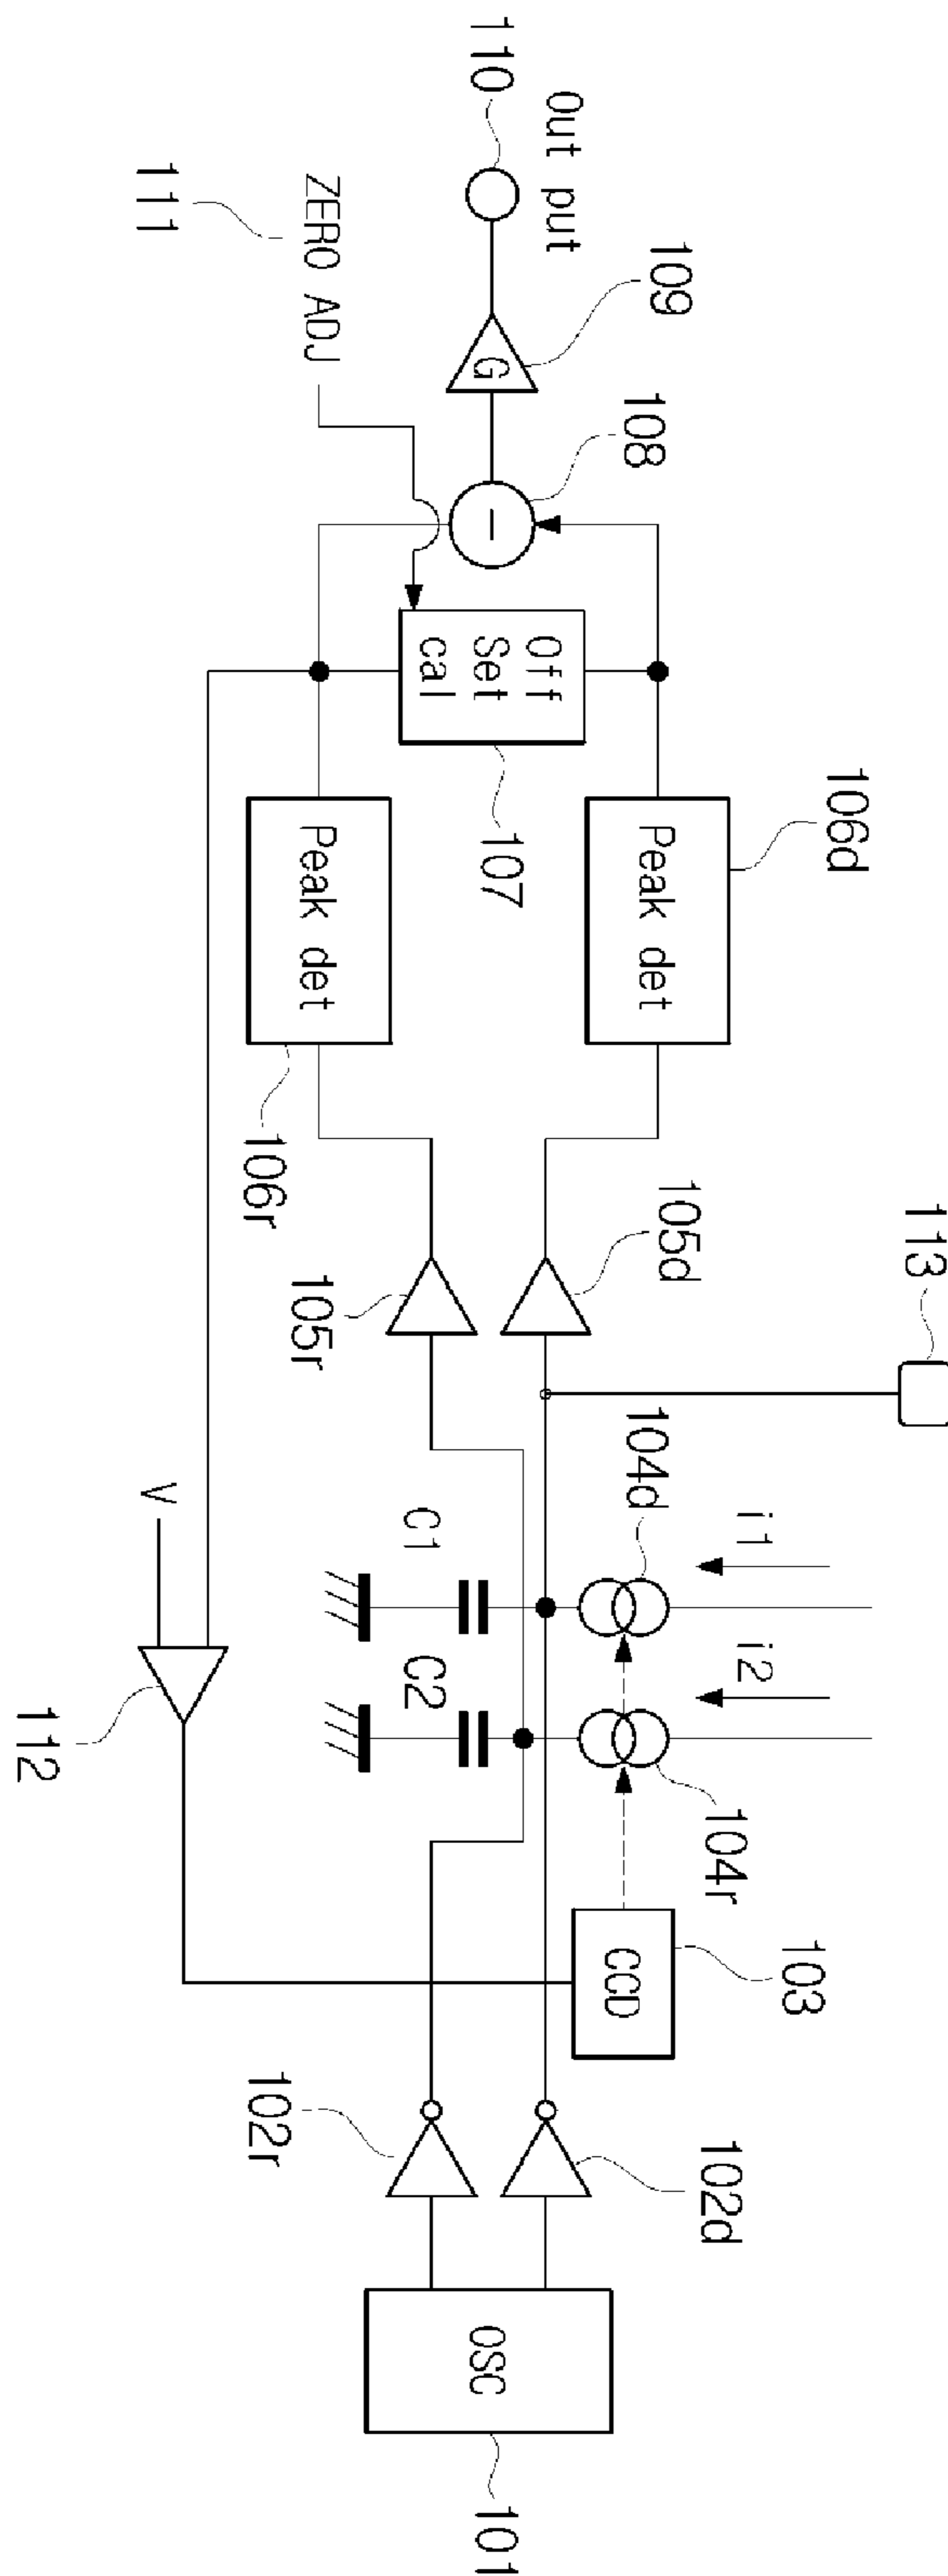 110
Out put
ZERO ADJ
111
109
G
108
−
Off
Set
cal
107
106d
Peak det
Peak det
106r
105d
105r
113
104d
i1
C1
i2
C2
104r
V
112
103
CCD
102r
102d
OSC
101